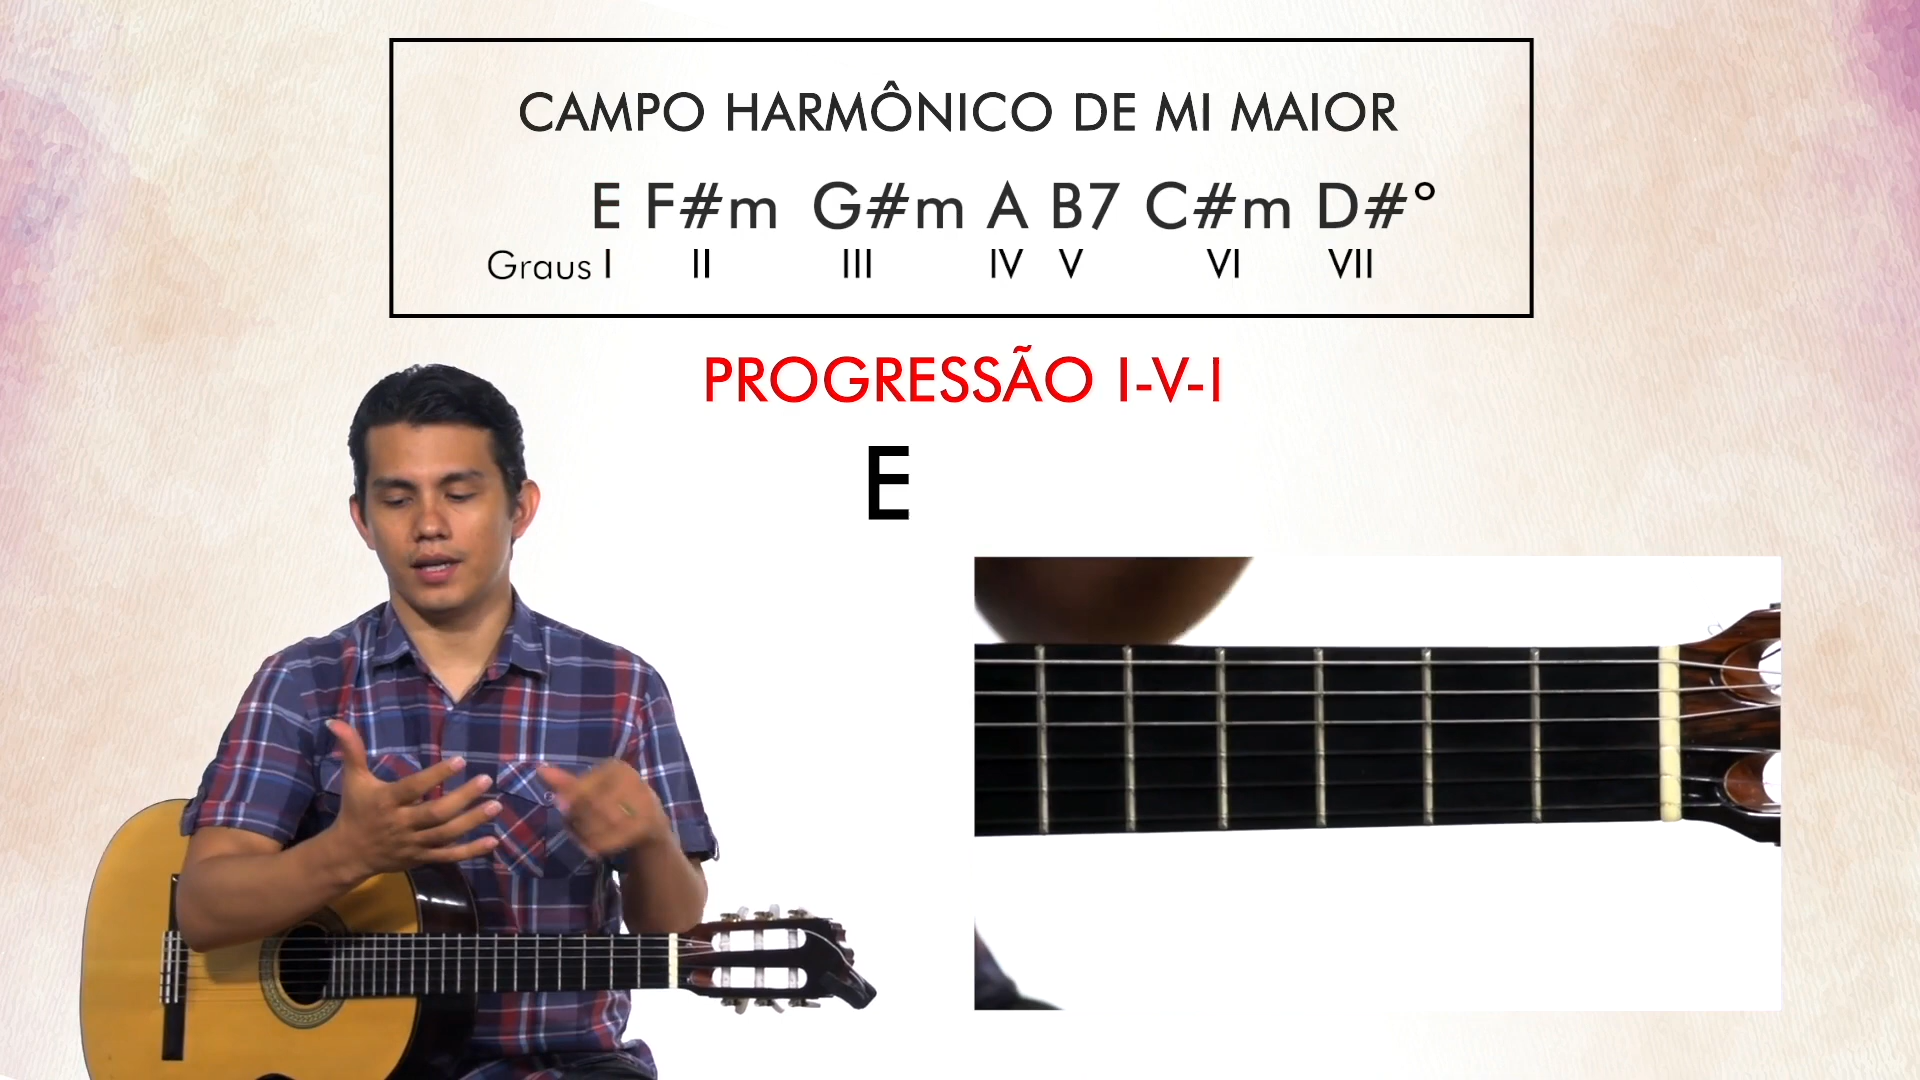 CAMPO HARMÔNICO DE MI MAIOR
E F#m G#m A B7 C#m D#°
Graus I II III IV V VI VII
PROGRESSÃO I-V-I
E